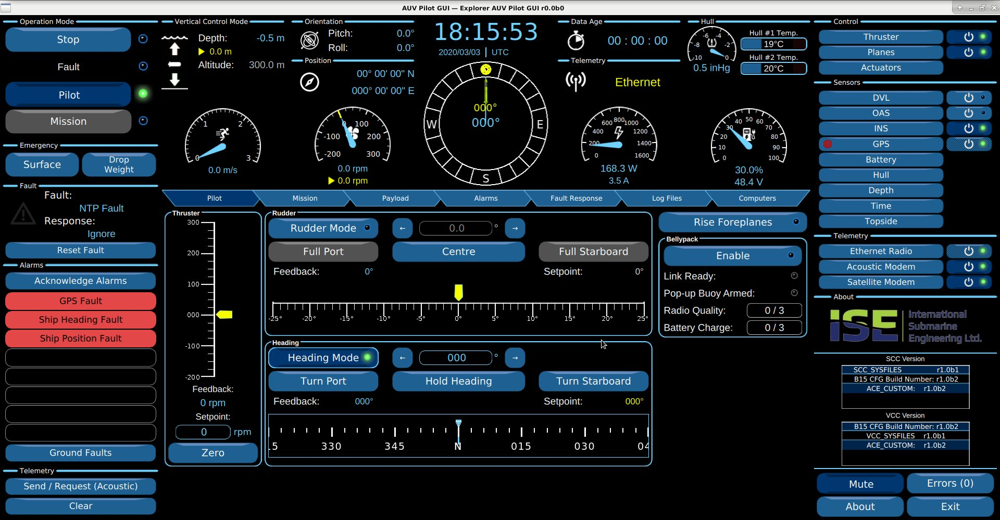 AUV Pilot GUI — Explorer AUV Pilot GUI r0.0b0
Operation Mode
Stop
Fault
Pilot
Mission
Emergency
Surface
Drop
Weight
Fault
Fault:
NTP Fault
Response:
Ignore
Reset Fault
Alarms
Acknowledge Alarms
GPS Fault
Ship Heading Fault
Ship Position Fault
Ground Faults
Telemetry
Send / Request (Acoustic)
Clear
Vertical Control Mode
Depth: -0.5 m
0.0 m
Altitude: 300.0 m
Orientation
Pitch: 0.0°
Roll: 0.0°
Position
00° 00' 00" N
000° 00' 00" E
18:15:53
2020/03/03 | UTC
Data Age
00 : 00 : 00
Telemetry
Ethernet
Hull
-10 -8 -6 -4 -2 0
0.5 inHg
Hull #1 Temp.
19°C
Hull #2 Temp.
20°C
0 1 2 3
0.0 m/s
-200 -100 0 100 200 300
0.0 rpm
0.0 rpm
000°
000°
W E
S
0 200 400 600 800 1000 1200 1400 1600
168.3 W
3.5 A
0 10 20 30 40 50 60 70 80 90 100
30.0%
48.4 V
Pilot Mission Payload Alarms Fault Response Log Files Computers
Thruster
300
200
100
000
-100
-200
Feedback:
0 rpm
Setpoint:
0 rpm
Zero
Rudder
Rudder Mode ← 0.0 ° →
Full Port Centre Full Starboard
Feedback: 0° Setpoint: 0°
-25° -20° -15° -10° -5° 0° 5° 10° 15° 20° 25°
Heading
Heading Mode ← 000 ° →
Turn Port Hold Heading Turn Starboard
Feedback: 000° Setpoint: 000°
330 345 N 015 030
Rise Foreplanes
Bellypack
Enable
Link Ready:
Pop-up Buoy Armed:
Radio Quality: 0 / 3
Battery Charge: 0 / 3
Control
Thruster
Planes
Actuators
Sensors
DVL
OAS
INS
GPS
Battery
Hull
Depth
Time
Topside
Telemetry
Ethernet Radio
Acoustic Modem
Satellite Modem
About
ISE International
Submarine
Engineering Ltd.
SCC Version
SCC_SYSFILES r1.0b1
B15 CFG Build Number: r1.0b2
ACE_CUSTOM: r1.0b2
VCC Version
B15 CFG Build Number: r1.0b2
VCC_SYSFILES r1.0b1
ACE_CUSTOM: r1.0b2
Mute Errors (0)
About Exit